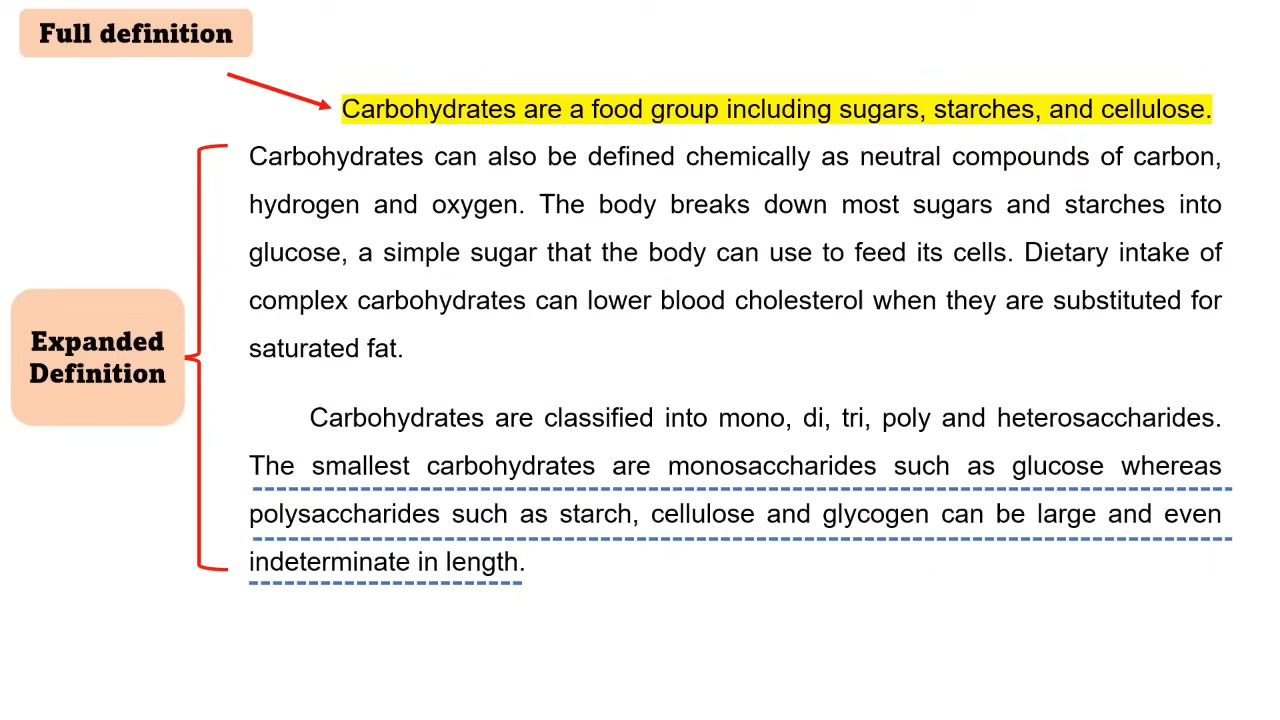 Full definition
Carbohydrates are a food group including sugars, starches, and cellulose.
Carbohydrates can also be defined chemically as neutral compounds of carbon,
hydrogen and oxygen. The body breaks down most sugars and starches into
glucose, a simple sugar that the body can use to feed its cells. Dietary intake of
complex carbohydrates can lower blood cholesterol when they are substituted for
saturated fat.
Expanded
Definition
Carbohydrates are classified into mono, di, tri, poly and heterosaccharides.
The smallest carbohydrates are monosaccharides such as glucose whereas
polysaccharides such as starch, cellulose and glycogen can be large and even
indeterminate in length.